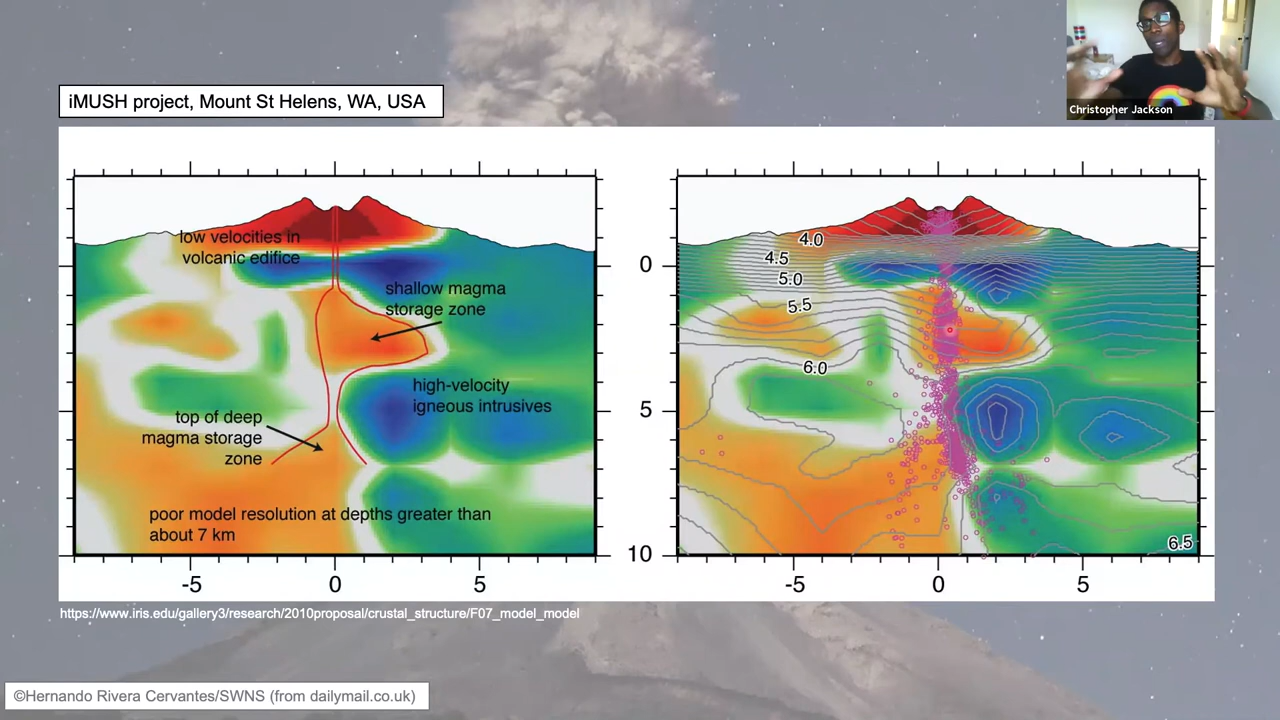 Christopher Jackson
iMUSH project, Mount St Helens, WA, USA
low velocities in
volcanic edifice
shallow magma
storage zone
high-velocity
igneous intrusives
top of deep
magma storage
zone
poor model resolution at depths greater than
about 7 km
-5 0 5
0
5
10
4.0
4.5
5.0
5.5
6.0
6.5
-5 0 5
https://www.iris.edu/gallery3/research/2010proposal/crustal_structure/F07_model_model
©Hernando Rivera Cervantes/SWNS (from dailymail.co.uk)